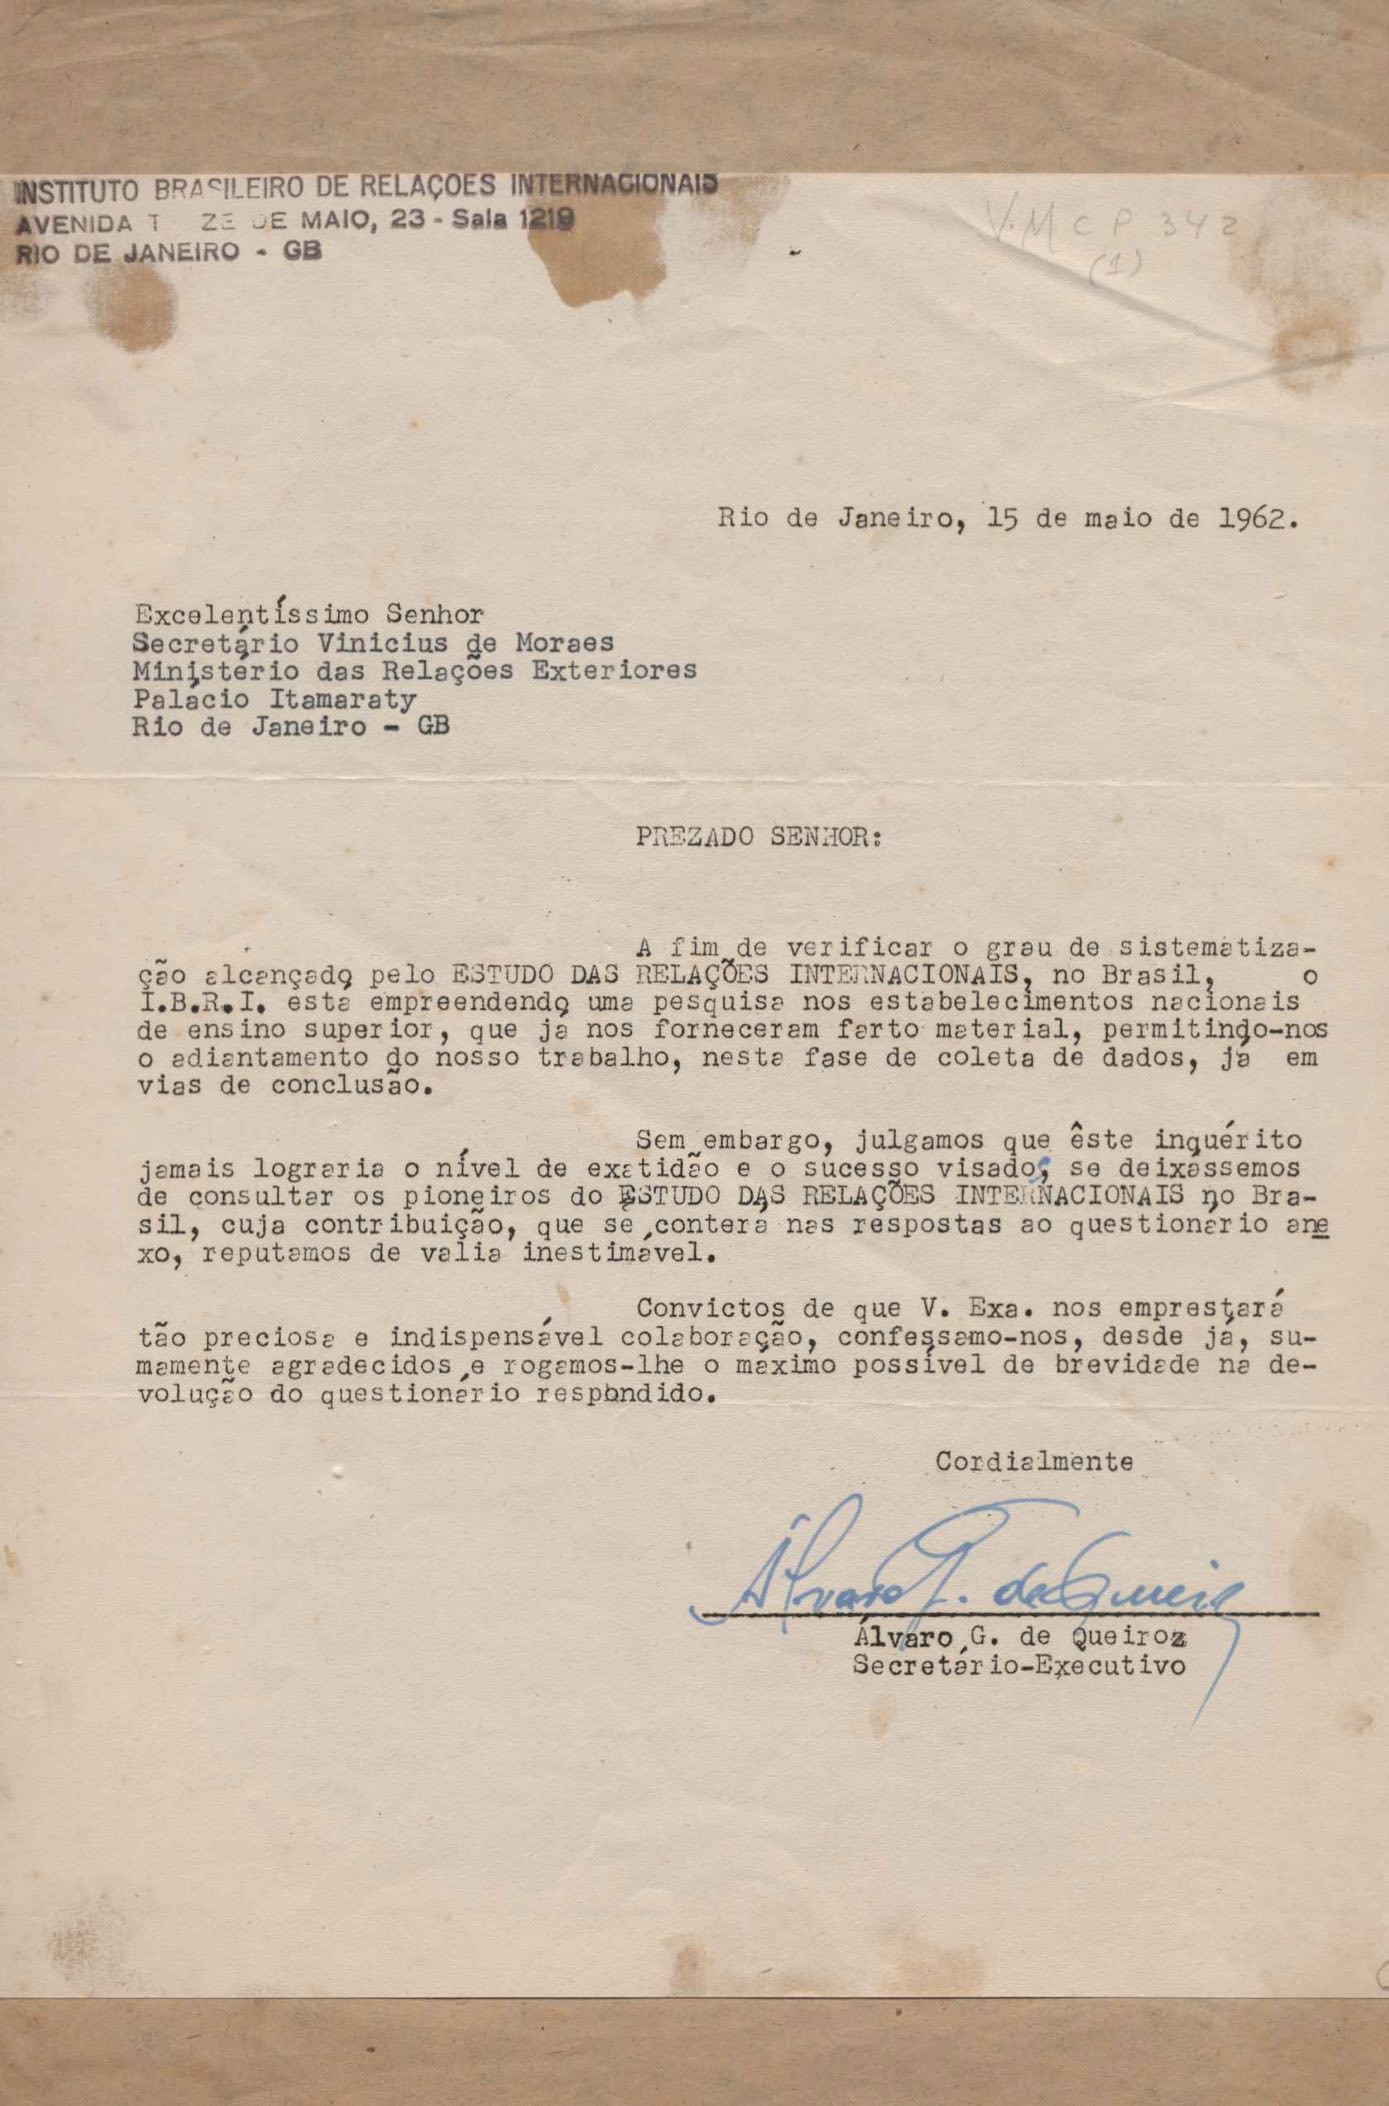 INSTITUTO BRASILEIRO DE RELAÇOES INTERNACIONAIS
AVENIDA T ZE DE MAIO, 23 - Sala 1219
RIO DE JANEIRO - GB
V.M C P 342
(1)
Rio de Janeiro, 15 de maio de 1962.
Excelentíssimo Senhor
Secretário Vinicius de Moraes
Ministério das Relações Exteriores
Palácio Itamaraty
Rio de Janeiro - GB
PREZADO SENHOR:
A fim de verificar o grau de sistematiza-
ção alcançado pelo ESTUDO DAS RELAÇÕES INTERNACIONAIS, no Brasil, o
I.B.R.I. está empreendendo uma pesquisa nos estabelecimentos nacionais
de ensino superior, que já nos forneceram farto material, permitindo-nos
o adiantamento do nosso trabalho, nesta fase de coleta de dados, já em
vias de conclusão.
Sem embargo, julgamos que êste inquérito
jamais lograria o nível de exatidão e o sucesso visado, se deixássemos
de consultar os pioneiros do ESTUDO DAS RELAÇÕES INTERNACIONAIS no Bra-
sil, cuja contribuição, que se conterá nas respostas ao questionário ane
xo, reputamos de valia inestimável.
Convictos de que V. Exa. nos emprestará
tão preciosa e indispensável colaboração, confessamo-nos, desde já, su-
mamente agradecidos e rogamos-lhe o máximo possível de brevidade na de-
volução do questionário respondido.
Cordialmente
Álvaro G. de Queiroz
Álvaro G. de Queiroz
Secretário-Executivo